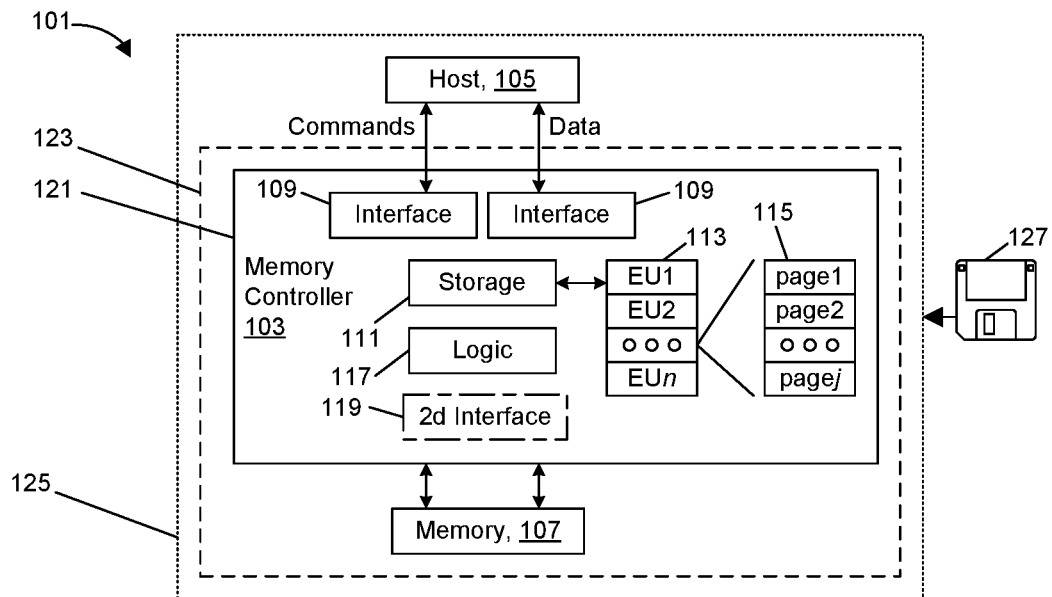 101
Host, 105
Commands
Data
123
121
109
Interface
Interface
109
113
115
127
Memory
Controller
103
Storage
EU1
page1
111
EU2
page2
117
Logic
EUn
pagej
119
2d Interface
125
Memory, 107